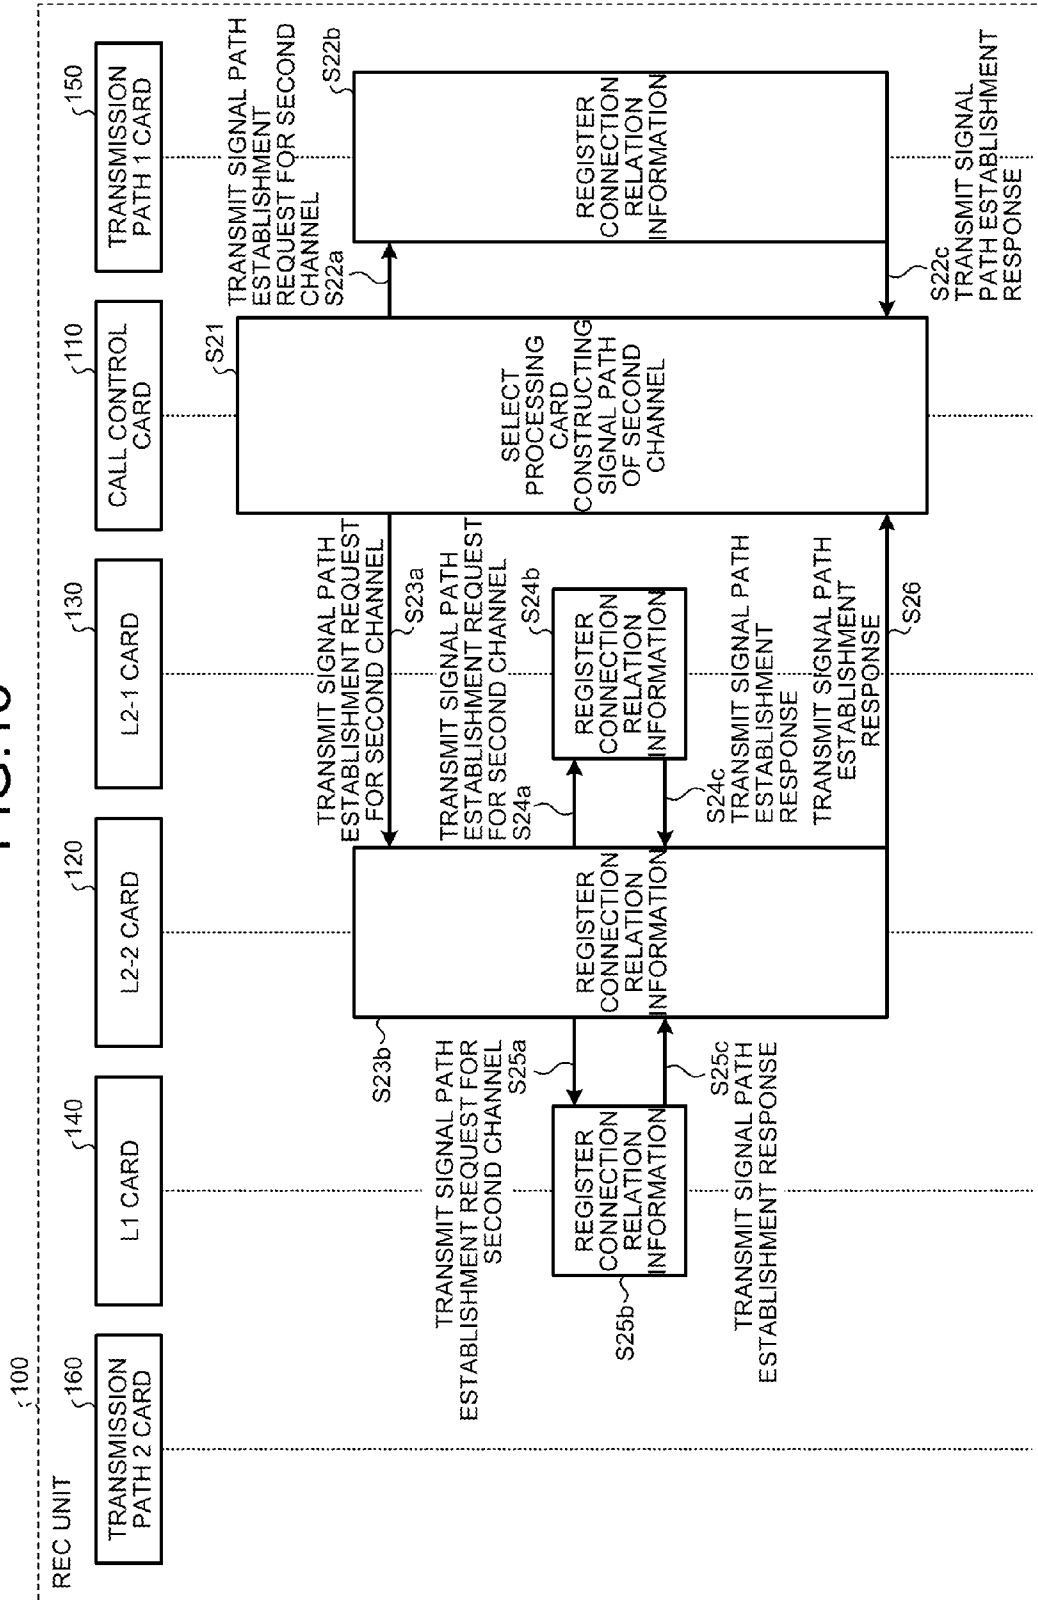 100
REC UNIT
160
TRANSMISSION
PATH 2 CARD
140
L1 CARD
120
L2-2 CARD
130
L2-1 CARD
110
CALL CONTROL
CARD
150
TRANSMISSION
PATH 1 CARD
S21
SELECT
PROCESSING
CARD
CONSTRUCTING
SIGNAL PATH
OF SECOND
CHANNEL
TRANSMIT SIGNAL PATH
ESTABLISHMENT
REQUEST FOR SECOND
CHANNEL
S22a
S22b
REGISTER
CONNECTION
RELATION
INFORMATION
S22c
TRANSMIT SIGNAL
PATH ESTABLISHMENT
RESPONSE
TRANSMIT SIGNAL PATH
ESTABLISHMENT REQUEST
FOR SECOND CHANNEL
S23a
S23b
REGISTER
CONNECTION
RELATION
INFORMATION
TRANSMIT SIGNAL PATH
ESTABLISHMENT REQUEST
FOR SECOND CHANNEL
S24a
S24b
REGISTER
CONNECTION
RELATION
INFORMATION
S24c
TRANSMIT SIGNAL PATH
ESTABLISHMENT
RESPONSE
TRANSMIT SIGNAL PATH
ESTABLISHMENT REQUEST FOR
SECOND CHANNEL
S25a
REGISTER
CONNECTION
RELATION
INFORMATION
S25b
S25c
TRANSMIT SIGNAL PATH
ESTABLISHMENT RESPONSE
TRANSMIT SIGNAL PATH
ESTABLISHMENT
RESPONSE
S26